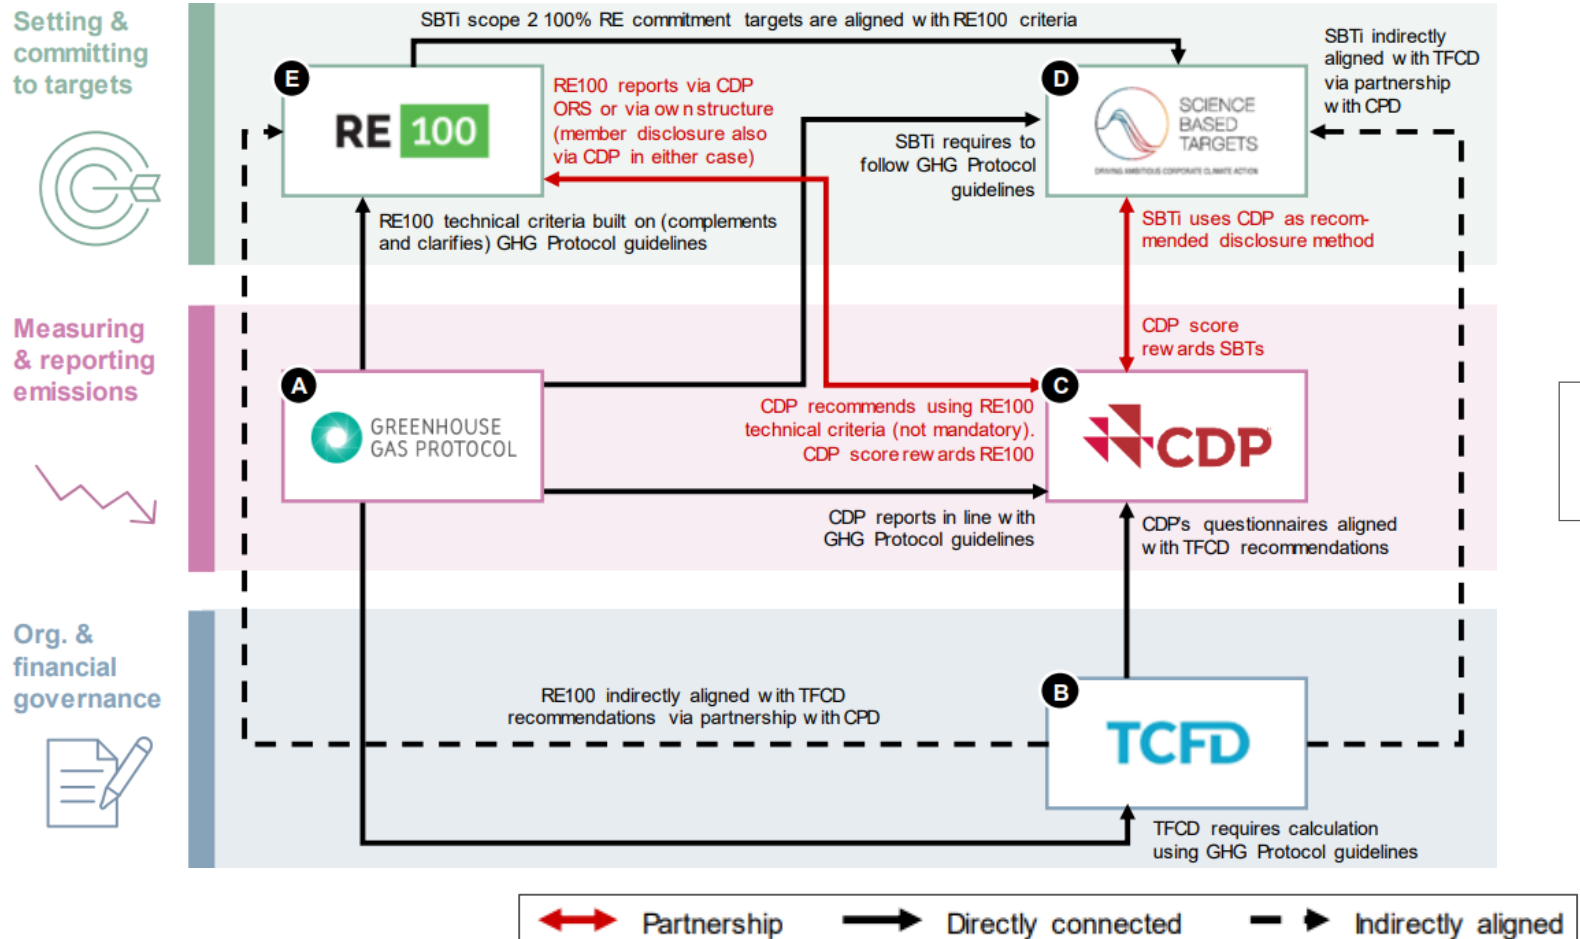 Setting &
committing
to targets
SBTi scope 2 100% RE commitment targets are aligned with RE100 criteria
E
RE 100
RE100 reports via CDP
ORS or via own structure
(member disclosure also
via CDP in either case)
D
SCIENCE
BASED
TARGETS
DRIVING AMBITIOUS CORPORATE CLIMATE ACTION
SBTi indirectly
aligned with TFCD
via partnership
with CPD
SBTi requires to
follow GHG Protocol
guidelines
RE100 technical criteria built on (complements
and clarifies) GHG Protocol guidelines
SBTi uses CDP as recom-
mended disclosure method
Measuring
& reporting
emissions
CDP score
rewards SBTs
A
GREENHOUSE
GAS PROTOCOL
C
CDP
CDP recommends using RE100
technical criteria (not mandatory).
CDP score rewards RE100
CDP reports in line with
GHG Protocol guidelines
CDP's questionnaires aligned
with TFCD recommendations
Org. &
financial
governance
RE100 indirectly aligned with TFCD
recommendations via partnership with CPD
B
TCFD
TFCD requires calculation
using GHG Protocol guidelines
Partnership
Directly connected
Indirectly aligned